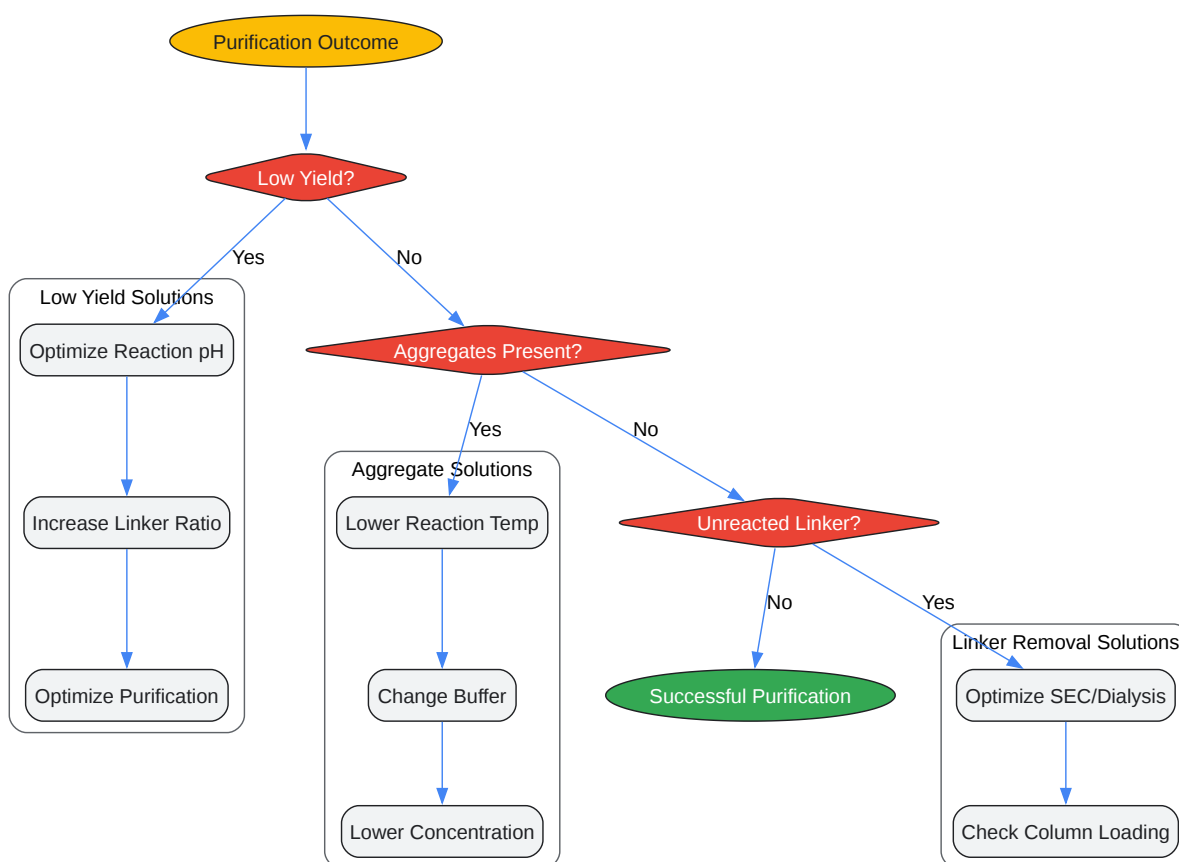 Purification Outcome
Low Yield?
Yes
No
Low Yield Solutions
Optimize Reaction pH
Aggregates Present?
Yes
No
Aggregate Solutions
Increase Linker Ratio
Lower Reaction Temp
Unreacted Linker?
No
Yes
Linker Removal Solutions
Optimize Purification
Change Buffer
Successful Purification
Optimize SEC/Dialysis
Lower Concentration
Check Column Loading